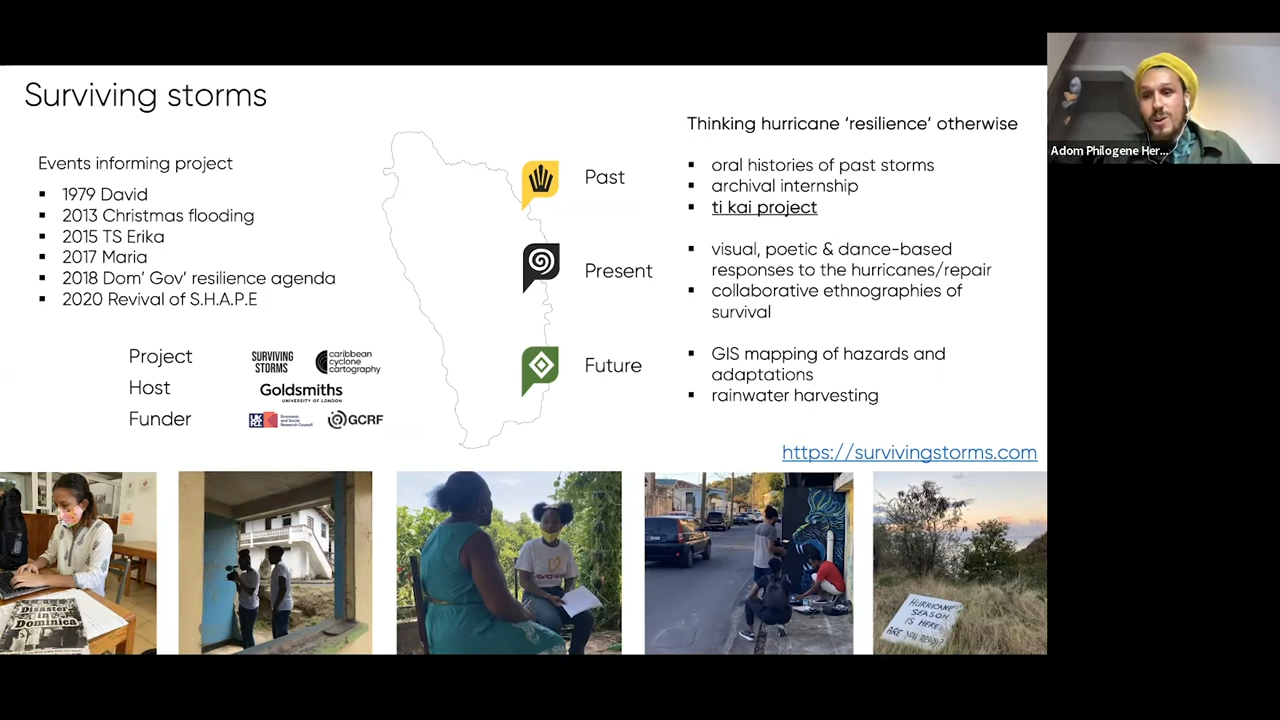 Surviving storms
Events informing project
▪ 1979 David
▪ 2013 Christmas flooding
▪ 2015 TS Erika
▪ 2017 Maria
▪ 2018 Dom' Gov' resilience agenda
▪ 2020 Revival of S.H.A.P.E
Project
SURVIVING
STORMS
caribbean
cyclone
cartography
Host
Goldsmiths
UNIVERSITY OF LONDON
Funder
Economic
and Social
Research Council
GCRF
Past
Present
Future
Thinking hurricane 'resilience' otherwise
▪ oral histories of past storms
▪ archival internship
▪ ti kai project
▪ visual, poetic & dance-based
responses to the hurricanes/repair
▪ collaborative ethnographies of
survival
▪ GIS mapping of hazards and
adaptations
▪ rainwater harvesting
https://survivingstorms.com
Adom Philogene Her...
Disaster
in
Dominica
HURRICANE
SEASON
IS HERE
ARE YOU READY?